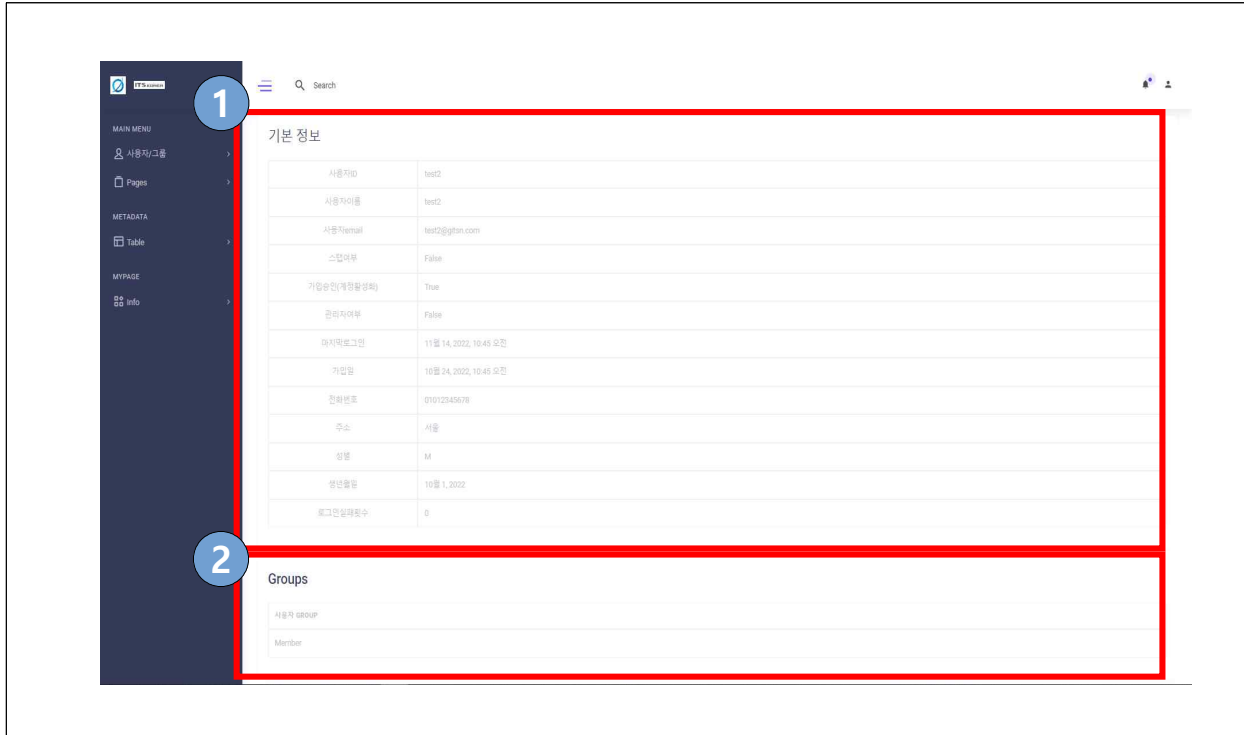 ITS
Search
1
MAIN MENU
사용자/그룹
Pages
METADATA
Table
MYPAGE
Info
기본 정보
사용자ID test2
사용자이름 test2
사용자email test2@gitsn.com
스탭여부 False
가입승인(계정활성화) True
관리자여부 False
마지막로그인 11월 14, 2022, 10:45 오전
가입일 10월 24, 2022, 10:45 오전
전화번호 01012345678
주소 서울
성별 M
생년월일 10월 1, 2022
로그인실패횟수 0
2
Groups
사용자 GROUP
Member